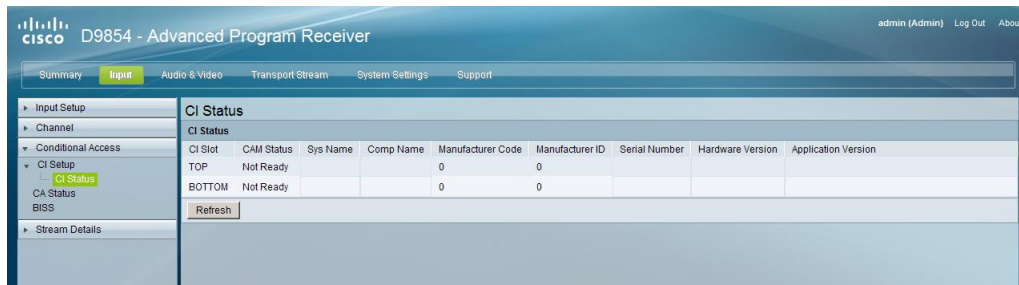 admin (Admin) Log Out Abou
CISCO D9854 - Advanced Program Receiver
Summary Input Audio & Video Transport Stream System Settings Support
Input Setup
Channel
Conditional Access
CI Setup
CI Status
CA Status
BISS
Stream Details
CI Status
CI Status
CI Slot CAM Status Sys Name Comp Name Manufacturer Code Manufacturer ID Serial Number Hardware Version Application Version
TOP Not Ready 0 0
BOTTOM Not Ready 0 0
Refresh